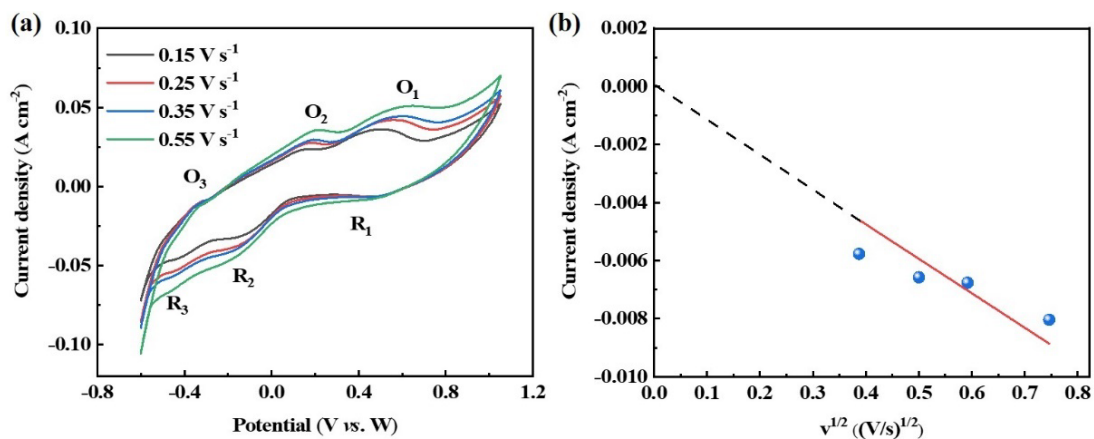 (a)
0.15 V s⁻¹
0.25 V s⁻¹
0.35 V s⁻¹
0.55 V s⁻¹
O₁
O₂
O₃
R₁
R₂
R₃
0.10
0.05
0.00
-0.05
-0.10
Current density (A cm⁻²)
-0.8
-0.4
0.0
0.4
0.8
1.2
Potential (V vs. W)
(b)
0.002
0.000
-0.002
-0.004
-0.006
-0.008
-0.010
Current density (A cm⁻²)
0.0
0.1
0.2
0.3
0.4
0.5
0.6
0.7
0.8
v¹/² ((V/s)¹/²)